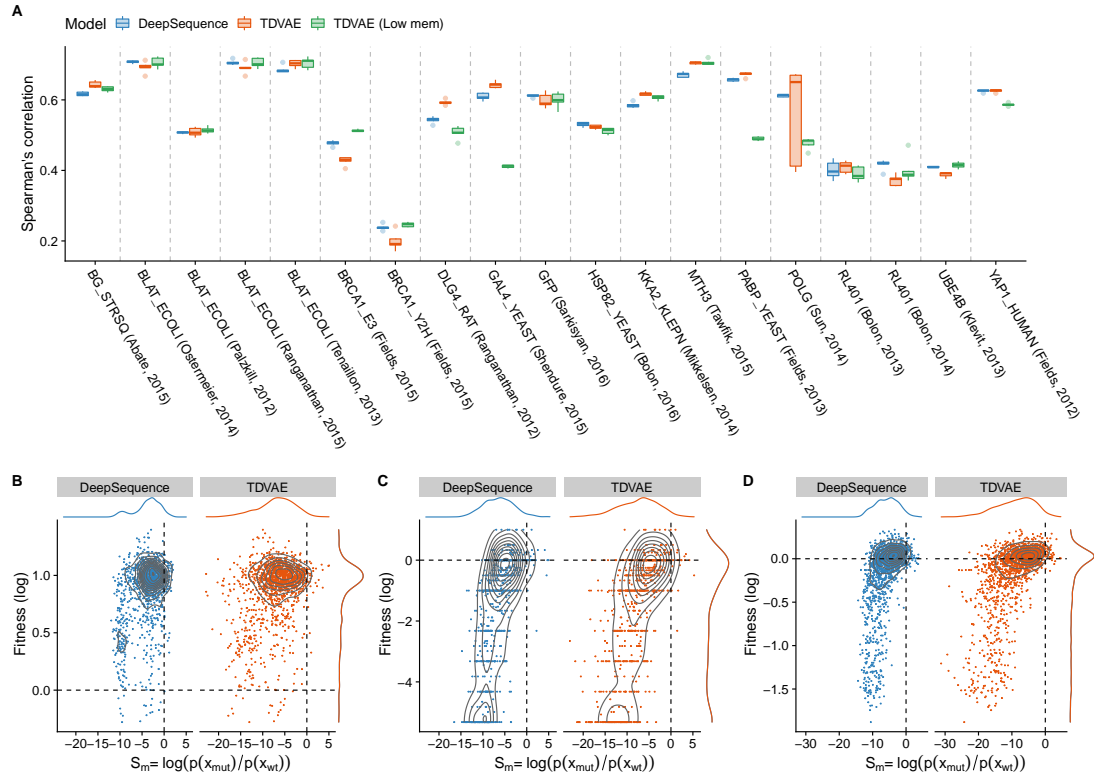 A
Model DeepSequence TDVAE TDVAE (Low mem)
Spearman's correlation
0.6
0.4
0.2
BG_STRSQ (Abate, 2015)
BLAT_ECOLI (Ostermeier, 2014)
BLAT_ECOLI (Palzkill, 2012)
BLAT_ECOLI (Ranganathan, 2015)
BLAT_ECOLI (Tenaillon, 2013)
BRCA1_E3 (Fields, 2015)
BRCA1_Y2H (Fields, 2015)
DLG4_RAT (Ranganathan, 2012)
GAL4_YEAST (Shendure, 2015)
GFP (Sarkisyan, 2016)
HSP82_YEAST (Bolon, 2016)
KKA2_KLEPN (Mikkelsen, 2014)
MTH3 (Tawfik, 2015)
PABP_YEAST (Fields, 2013)
POLG (Sun, 2014)
RL401 (Bolon, 2013)
RL401 (Bolon, 2014)
UBE4B (Klevit, 2013)
YAP1_HUMAN (Fields, 2012)
B
DeepSequence TDVAE
Fitness (log)
1.0
0.5
0.0
−20−15−10 −5 0 5 −20−15−10 −5 0 5
Sm= log(p(xmut)/p(xwt))
C
DeepSequence TDVAE
Fitness (log)
0
−2
−4
−20−15−10 −5 0 5 −20−15−10 −5 0 5
Sm= log(p(xmut)/p(xwt))
D
DeepSequence TDVAE
Fitness (log)
0.0
−0.5
−1.0
−1.5
−30 −20 −10 0 −30 −20 −10 0
Sm= log(p(xmut)/p(xwt))